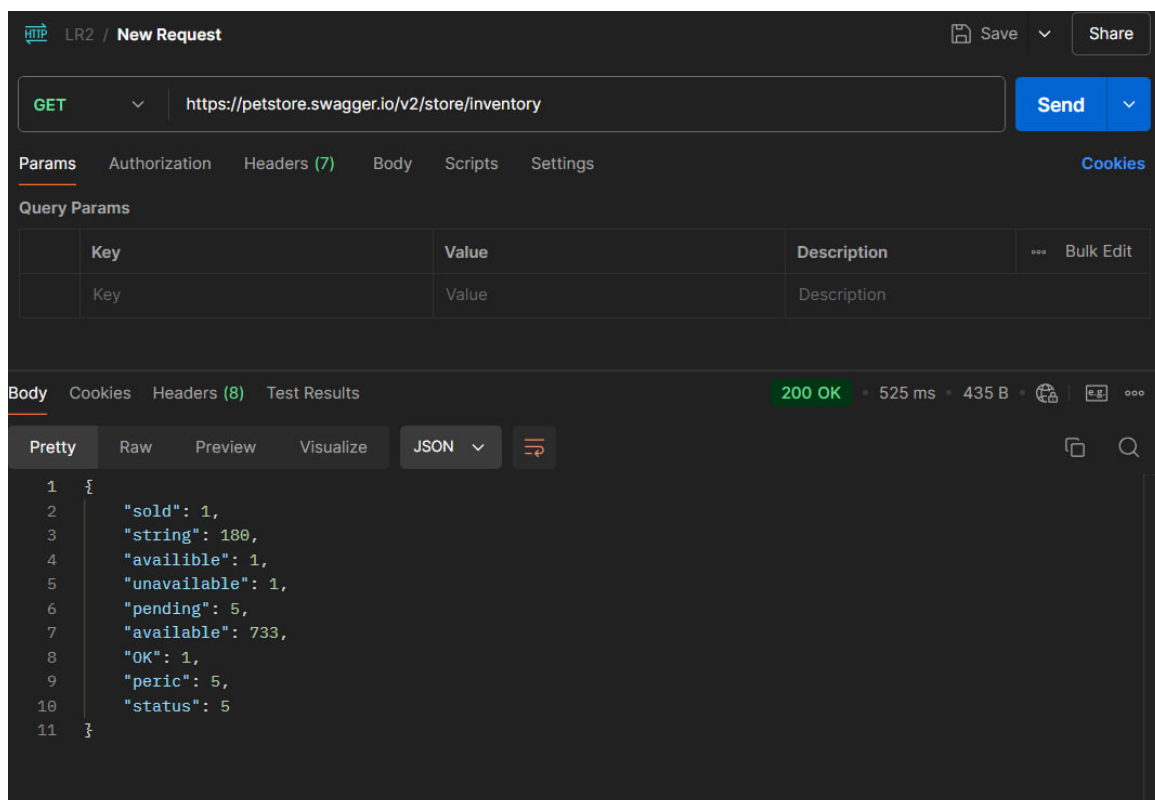 HTTP LR2 / New Request Save Share
GET https://petstore.swagger.io/v2/store/inventory Send
Params Authorization Headers (7) Body Scripts Settings Cookies
Query Params
Key Value Description Bulk Edit
Key Value Description
Body Cookies Headers (8) Test Results 200 OK 525 ms 435 B e.g.
Pretty Raw Preview Visualize JSON
1 {
2 "sold": 1,
3 "string": 180,
4 "availible": 1,
5 "unavailable": 1,
6 "pending": 5,
7 "available": 733,
8 "OK": 1,
9 "peric": 5,
10 "status": 5
11 }